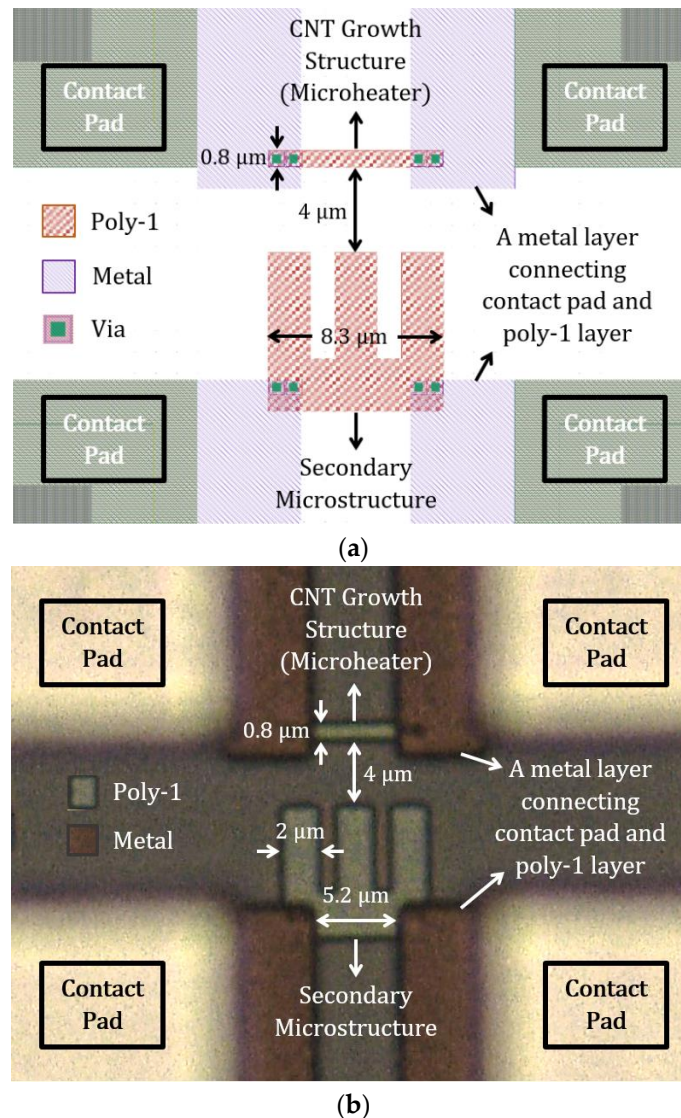 CNT Growth
Structure
(Microheater)
Contact
Pad
Contact
Pad
0.8 μm
4 μm
Poly-1
Metal
Via
A metal layer
connecting
contact pad and
poly-1 layer
8.3 μm
Contact
Pad
Contact
Pad
Secondary
Microstructure
(a)
CNT Growth
Structure
(Microheater)
Contact
Pad
Contact
Pad
0.8 μm
4 μm
Poly-1
Metal
A metal layer
connecting
contact pad and
poly-1 layer
2 μm
5.2 μm
Contact
Pad
Contact
Pad
Secondary
Microstructure
(b)